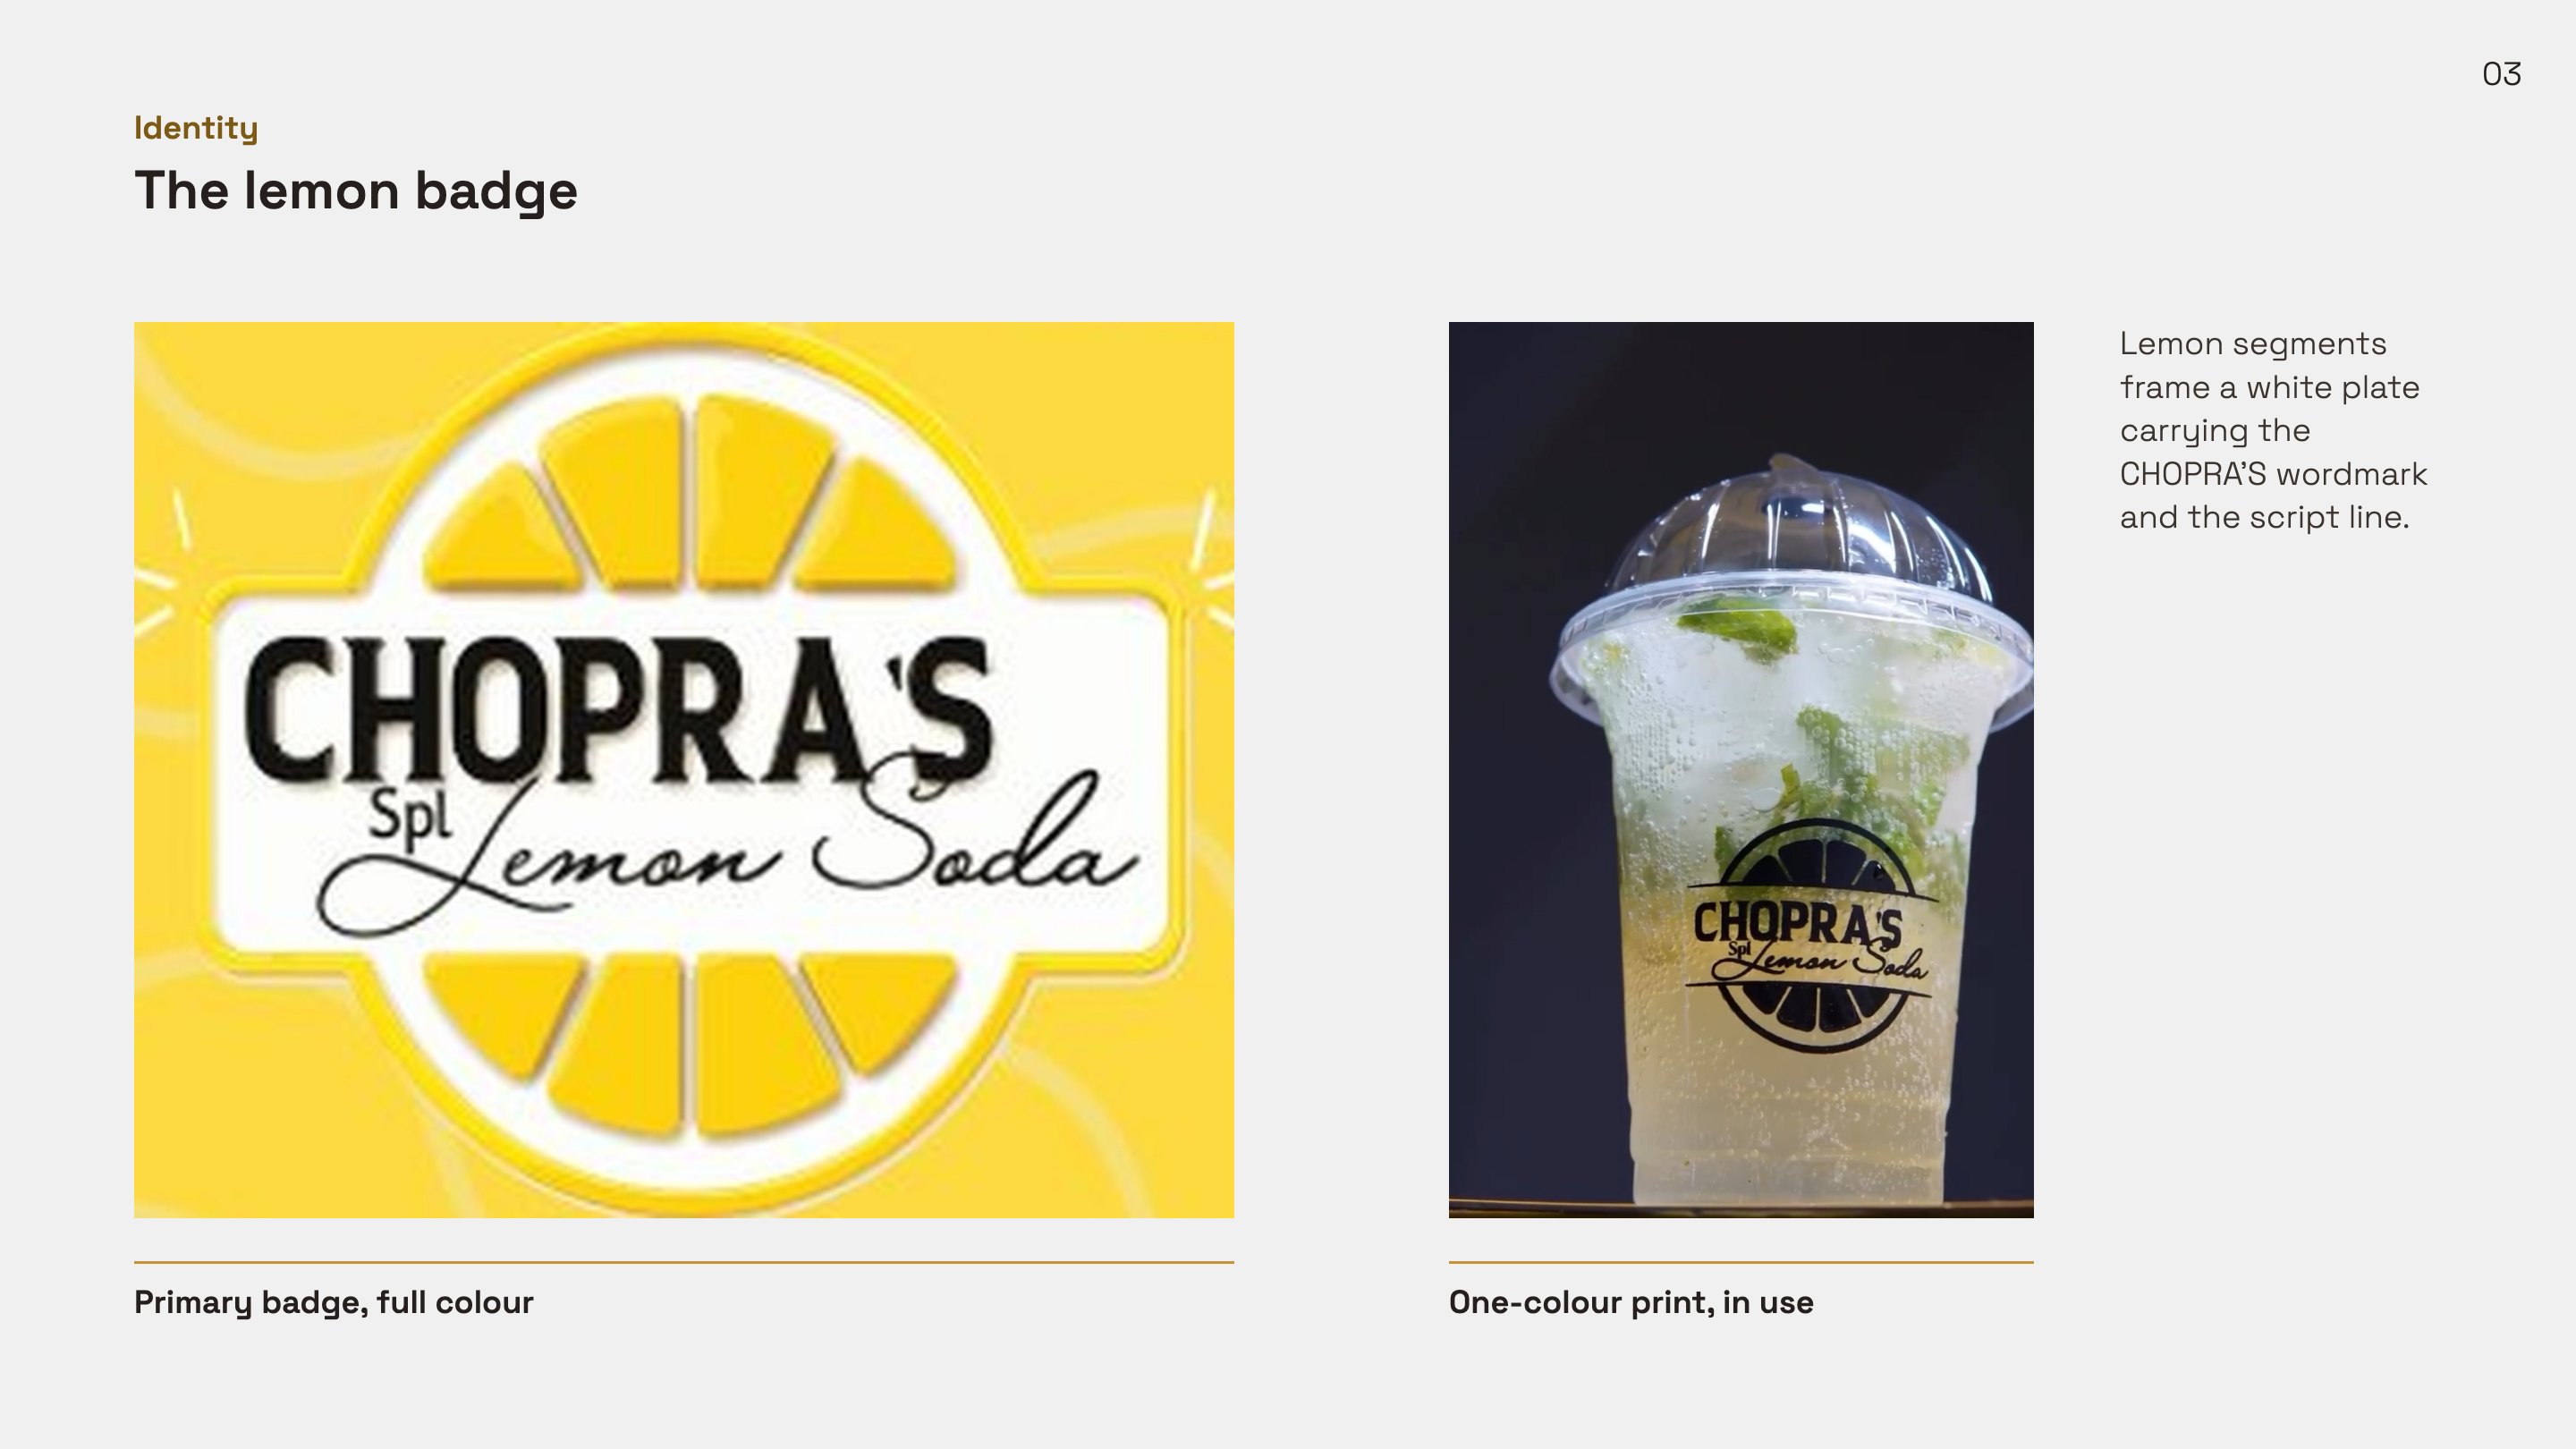 03
Identity
The lemon badge
CHOPRA'S
Spl Lemon Soda
CHOPRA'S
Spl Lemon Soda
Lemon segments
frame a white plate
carrying the
CHOPRA’S wordmark
and the script line.
Primary badge, full colour
One-colour print, in use